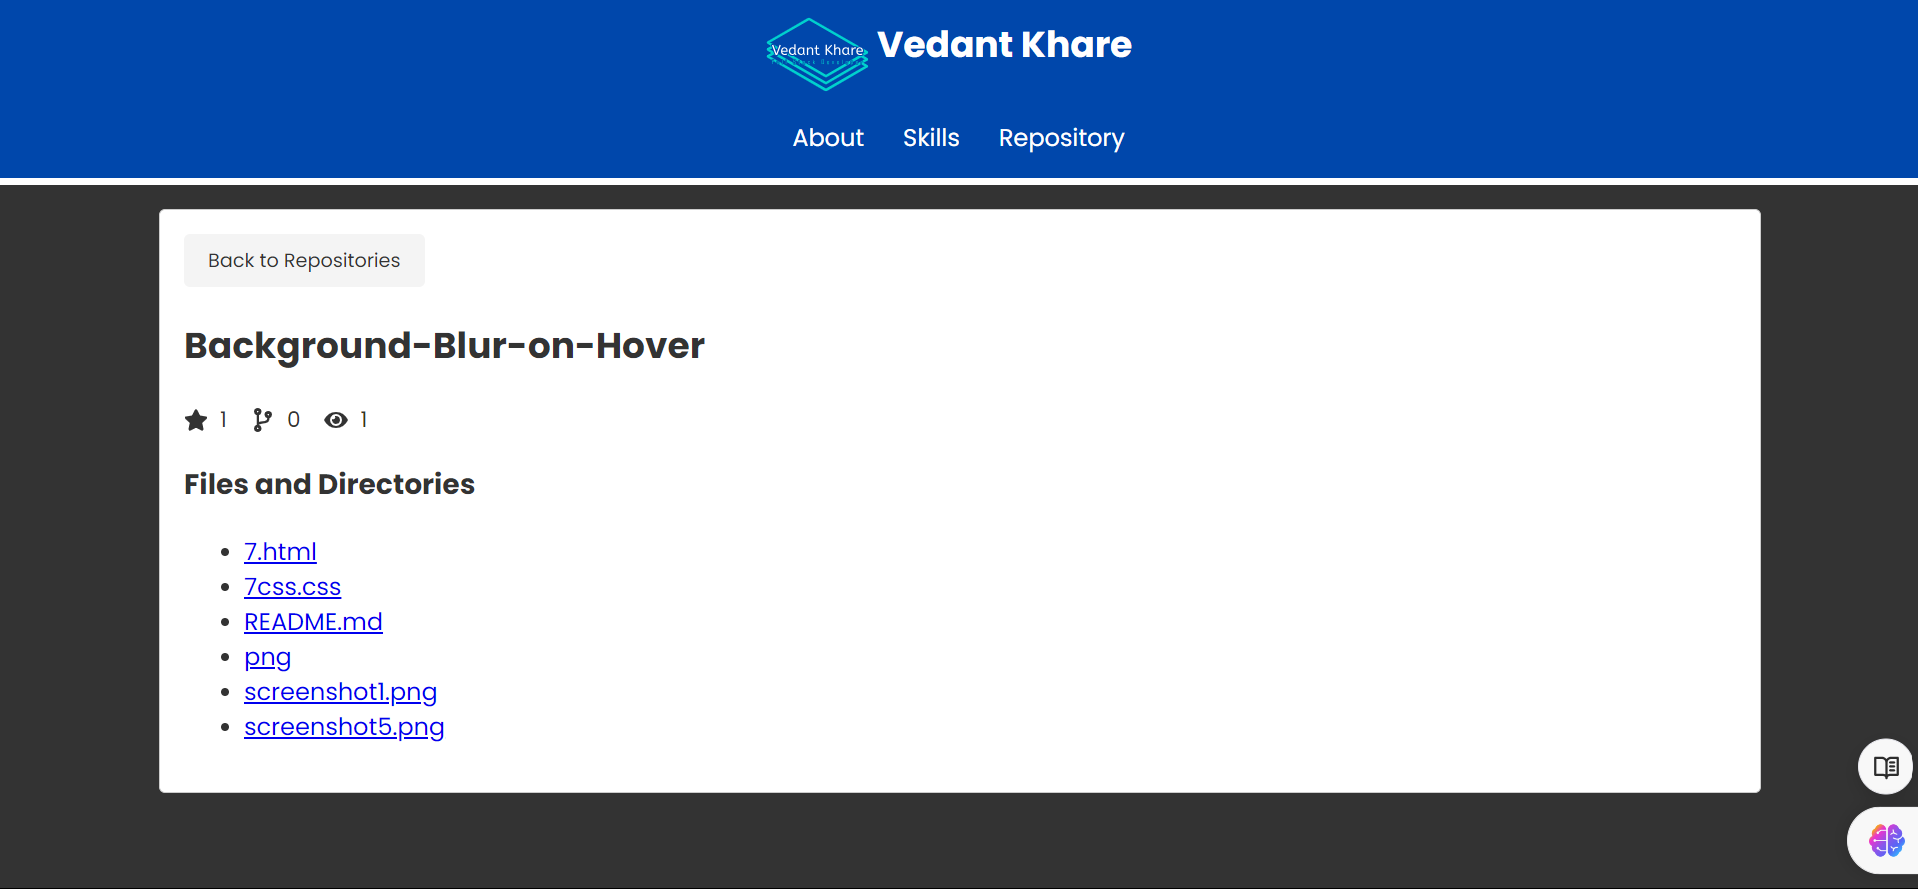 Vedant Khare
Vedant Khare
About Skills Repository
Back to Repositories
Background-Blur-on-Hover
1 0 1
Files and Directories
7.html
7css.css
README.md
png
screenshot1.png
screenshot5.png